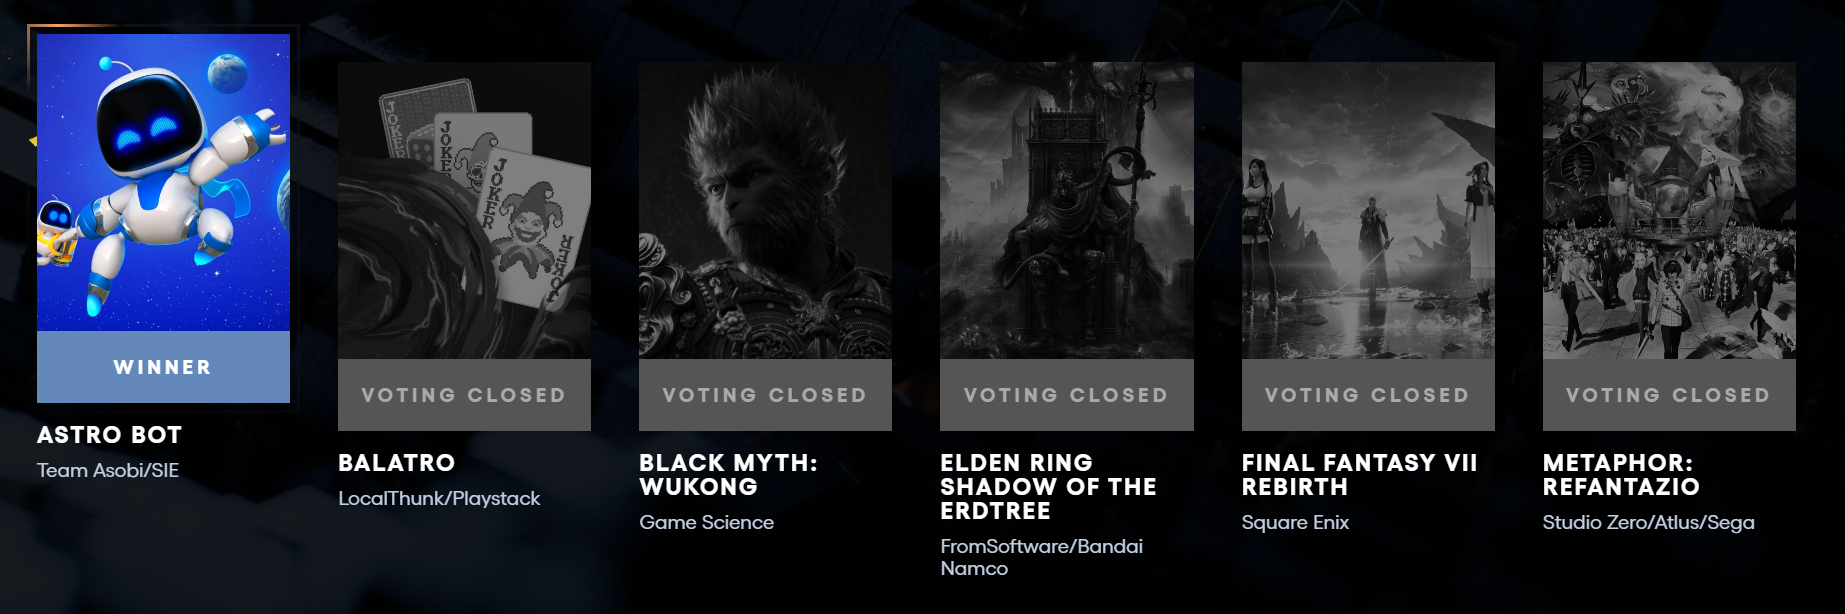 WINNER
ASTRO BOT
Team Asobi/SIE
JOKER
JOKER
JOKER
JOKER
VOTING CLOSED
BALATRO
LocalThunk/Playstack
VOTING CLOSED
BLACK MYTH:
WUKONG
Game Science
VOTING CLOSED
ELDEN RING
SHADOW OF THE
ERDTREE
FromSoftware/Bandai
Namco
VOTING CLOSED
FINAL FANTASY VII
REBIRTH
Square Enix
VOTING CLOSED
METAPHOR:
REFANTAZIO
Studio Zero/Atlus/Sega